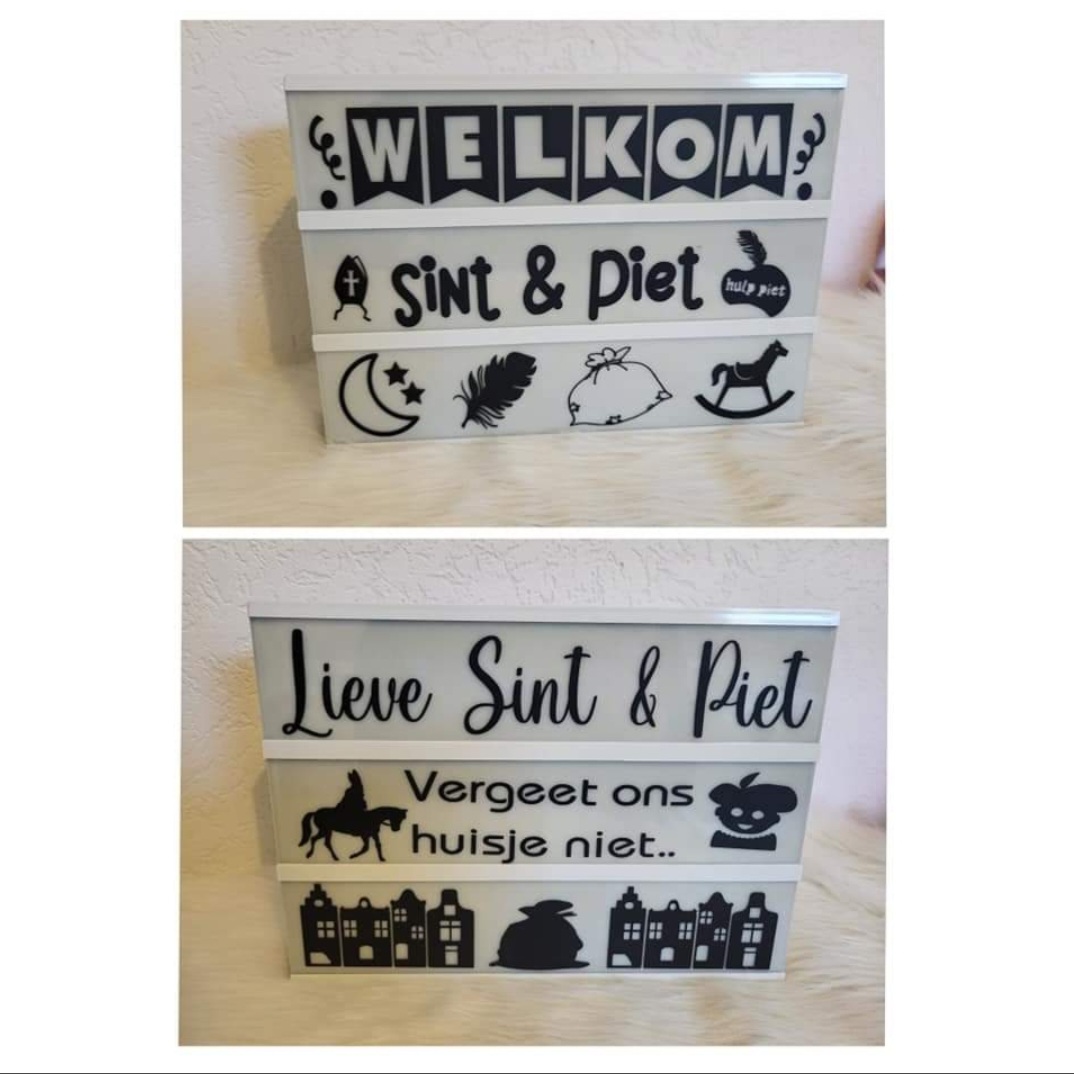 WELKOM
Sint & Piet
hulp piet
Lieve Sint & Piet
Vergeet ons
huisje niet..